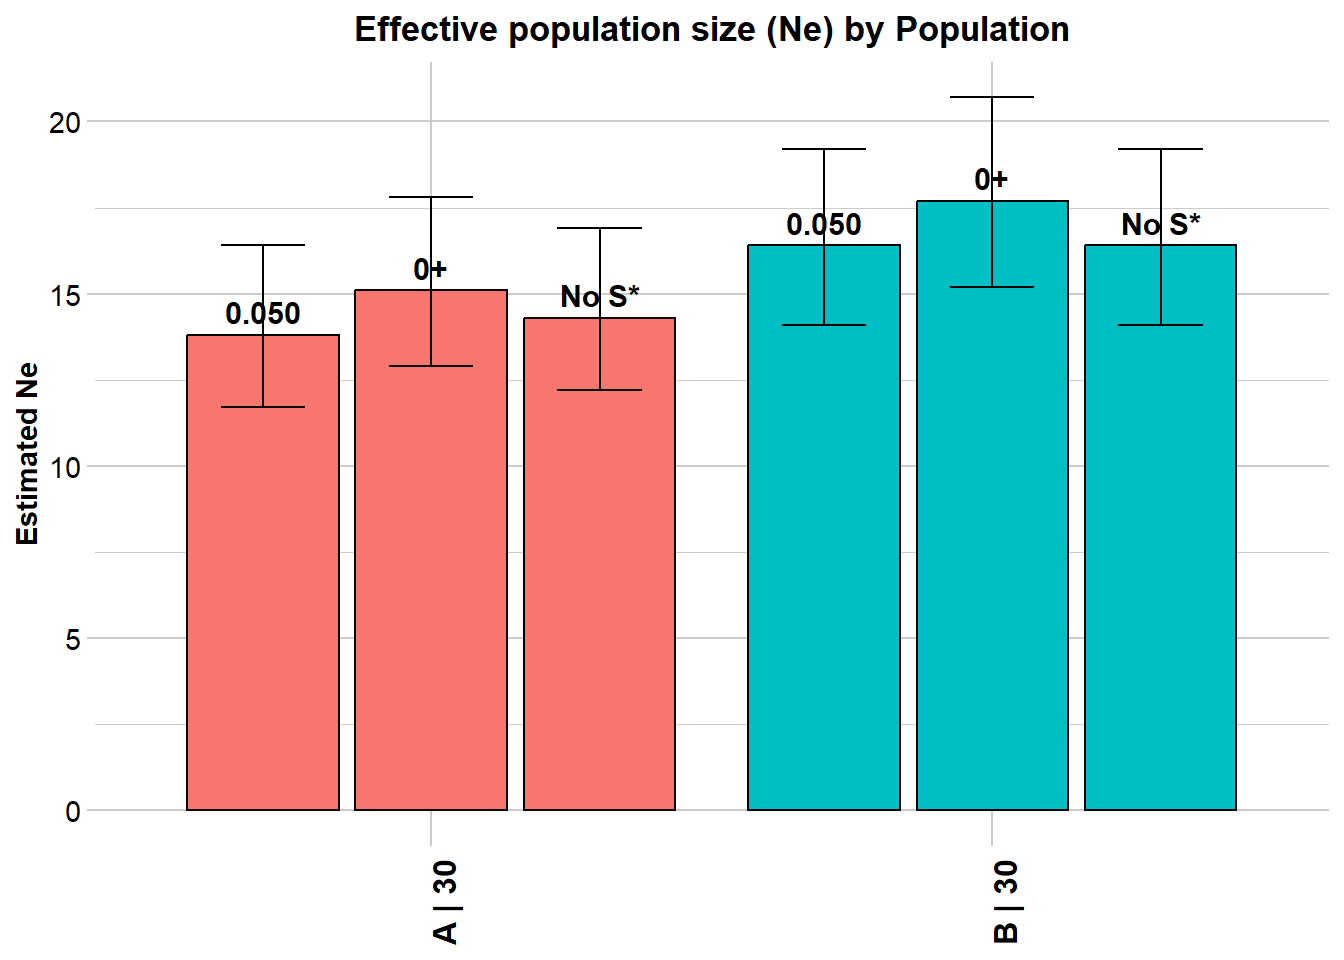 Effective population size (Ne) by Population
Estimated Ne
20
15
10
5
0
0.050
0+
No S*
0.050
0+
No S*
A | 30
B | 30